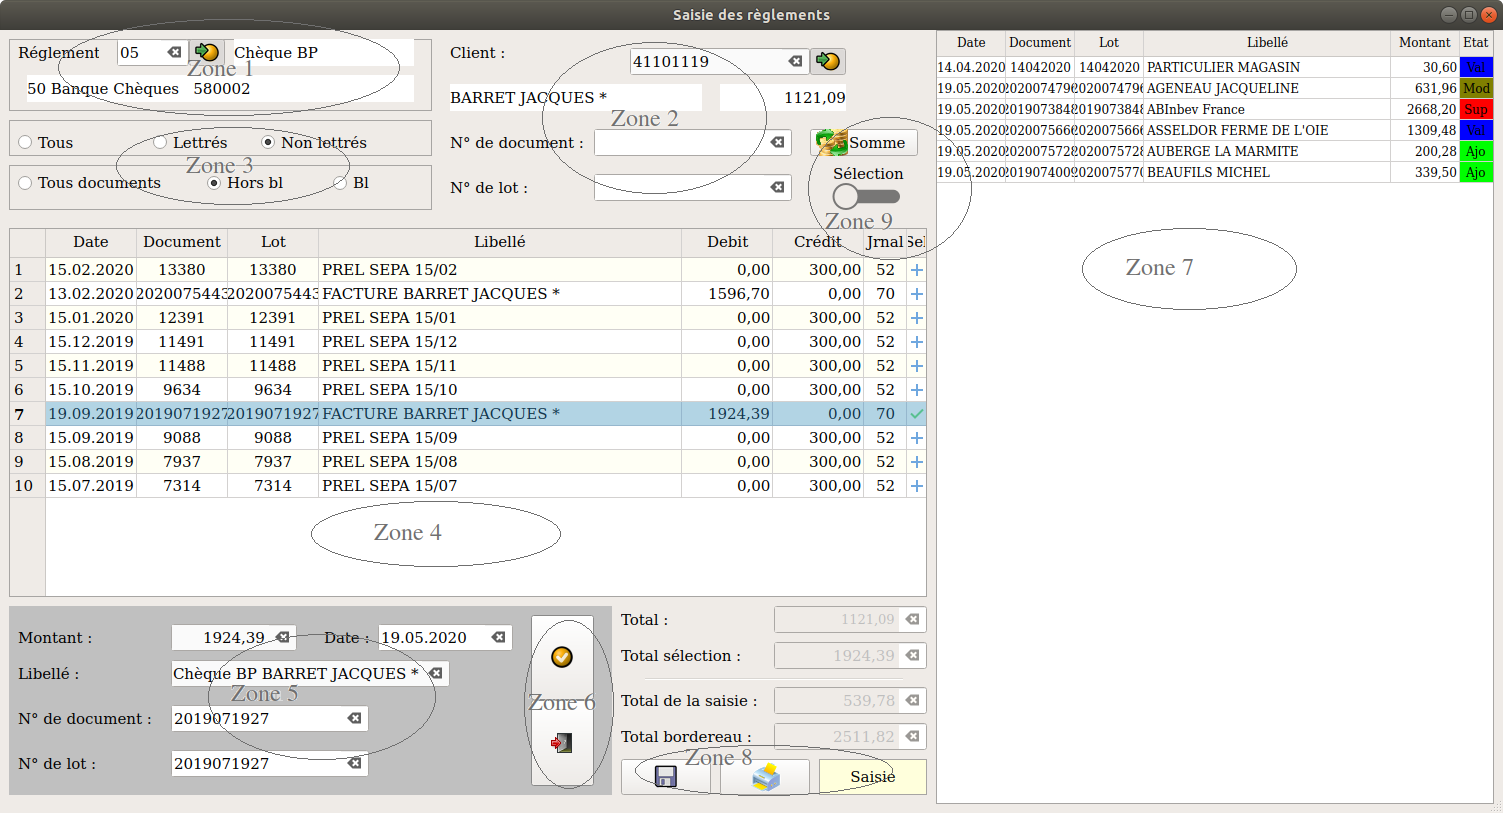 Saisie des règlements
Réglement 05 Chèque BP
Zone 1
50 Banque Chèques 580002
Tous Lettrés Non lettrés
Zone 3
Tous documents Hors bl Bl
Client : 41101119
BARRET JACQUES * 1121,09
Zone 2
N° de document : Somme
Sélection
N° de lot :
Zone 9
Date Document Lot Libellé Debit Crédit Jrnal Sel
1 15.02.2020 13380 13380 PREL SEPA 15/02 0,00 300,00 52
2 13.02.2020 2020075443 2020075443 FACTURE BARRET JACQUES * 1596,70 0,00 70
3 15.01.2020 12391 12391 PREL SEPA 15/01 0,00 300,00 52
4 15.12.2019 11491 11491 PREL SEPA 15/12 0,00 300,00 52
5 15.11.2019 11488 11488 PREL SEPA 15/11 0,00 300,00 52
6 15.10.2019 9634 9634 PREL SEPA 15/10 0,00 300,00 52
7 19.09.2019 2019071927 2019071927 FACTURE BARRET JACQUES * 1924,39 0,00 70
8 15.09.2019 9088 9088 PREL SEPA 15/09 0,00 300,00 52
9 15.08.2019 7937 7937 PREL SEPA 15/08 0,00 300,00 52
10 15.07.2019 7314 7314 PREL SEPA 15/07 0,00 300,00 52
Zone 4
Montant : 1924,39 Date : 19.05.2020
Libellé : Chèque BP BARRET JACQUES *
Zone 5
N° de document : 2019071927
N° de lot : 2019071927
Zone 6
Total : 1121,09
Total sélection : 1924,39
Total de la saisie : 539,78
Total bordereau : 2511,82
Zone 8
Saisie
Date Document Lot Libellé Montant Etat
14.04.2020 14042020 14042020 PARTICULIER MAGASIN 30,60 Val
19.05.2020 202007479 202007479 AGENEAU JACQUELINE 631,96 Mod
19.05.2020 201907384 201907384 ABInbev France 2668,20 Sup
19.05.2020 202007566 202007566 ASSELDOR FERME DE L'OIE 1309,48 Val
19.05.2020 202007572 202007572 AUBERGE LA MARMITE 200,28 Ajo
19.05.2020 201907400 202007577 BEAUFILS MICHEL 339,50 Ajo
Zone 7